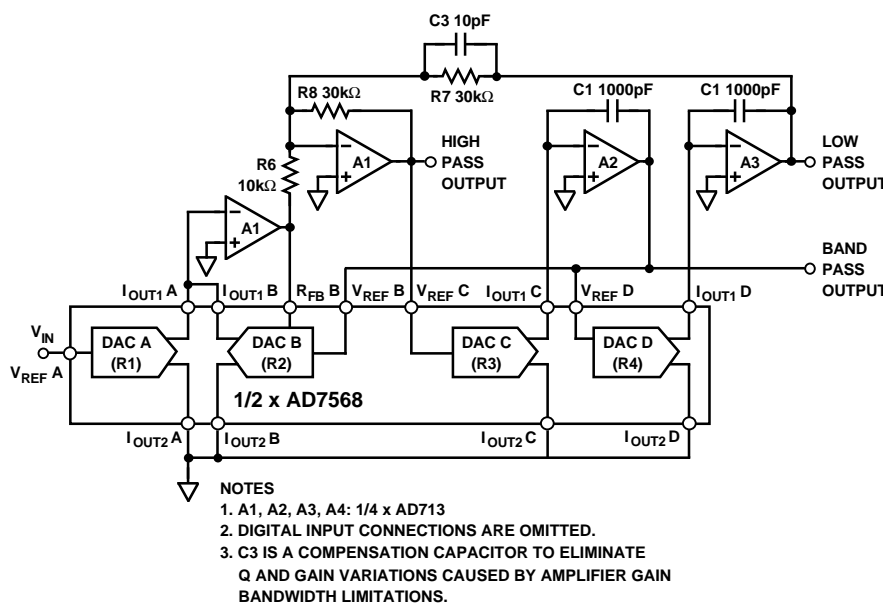 C3 10pF
R8 30kΩ
R7 30kΩ
C1 1000pF
C1 1000pF
R6
10kΩ
A1
HIGH
PASS
OUTPUT
A2
A3
LOW
PASS
OUTPUT
A1
BAND
PASS
OUTPUT
IOUT1 A
IOUT1 B
RFB B
VREF B
VREF C
IOUT1 C
VREF D
IOUT1 D
VIN
VREF A
DAC A
(R1)
DAC B
(R2)
DAC C
(R3)
DAC D
(R4)
1/2 x AD7568
IOUT2 A
IOUT2 B
IOUT2 C
IOUT2 D
NOTES
1. A1, A2, A3, A4: 1/4 x AD713
2. DIGITAL INPUT CONNECTIONS ARE OMITTED.
3. C3 IS A COMPENSATION CAPACITOR TO ELIMINATE
Q AND GAIN VARIATIONS CAUSED BY AMPLIFIER GAIN
BANDWIDTH LIMITATIONS.